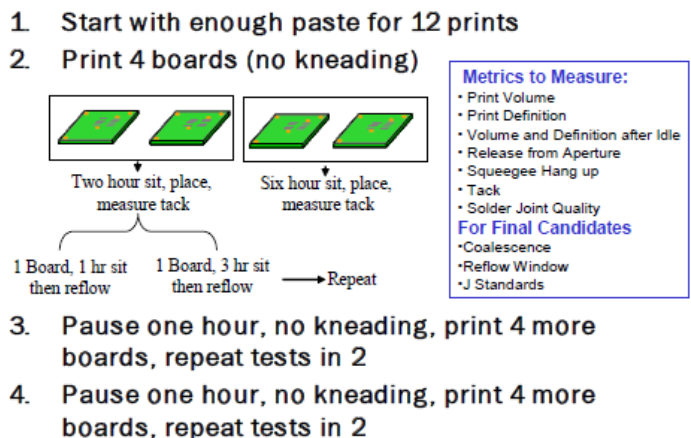 1. Start with enough paste for 12 prints
2. Print 4 boards (no kneading)
Metrics to Measure:
• Print Volume
• Print Definition
• Volume and Definition after Idle
• Release from Aperture
• Squeegee Hang up
• Tack
• Solder Joint Quality
For Final Candidates
•Coalescence
•Reflow Window
•J Standards
Two hour sit, place,
measure tack
Six hour sit, place,
measure tack
1 Board, 1 hr sit
then reflow
1 Board, 3 hr sit
then reflow
Repeat
3. Pause one hour, no kneading, print 4 more
boards, repeat tests in 2
4. Pause one hour, no kneading, print 4 more
boards, repeat tests in 2